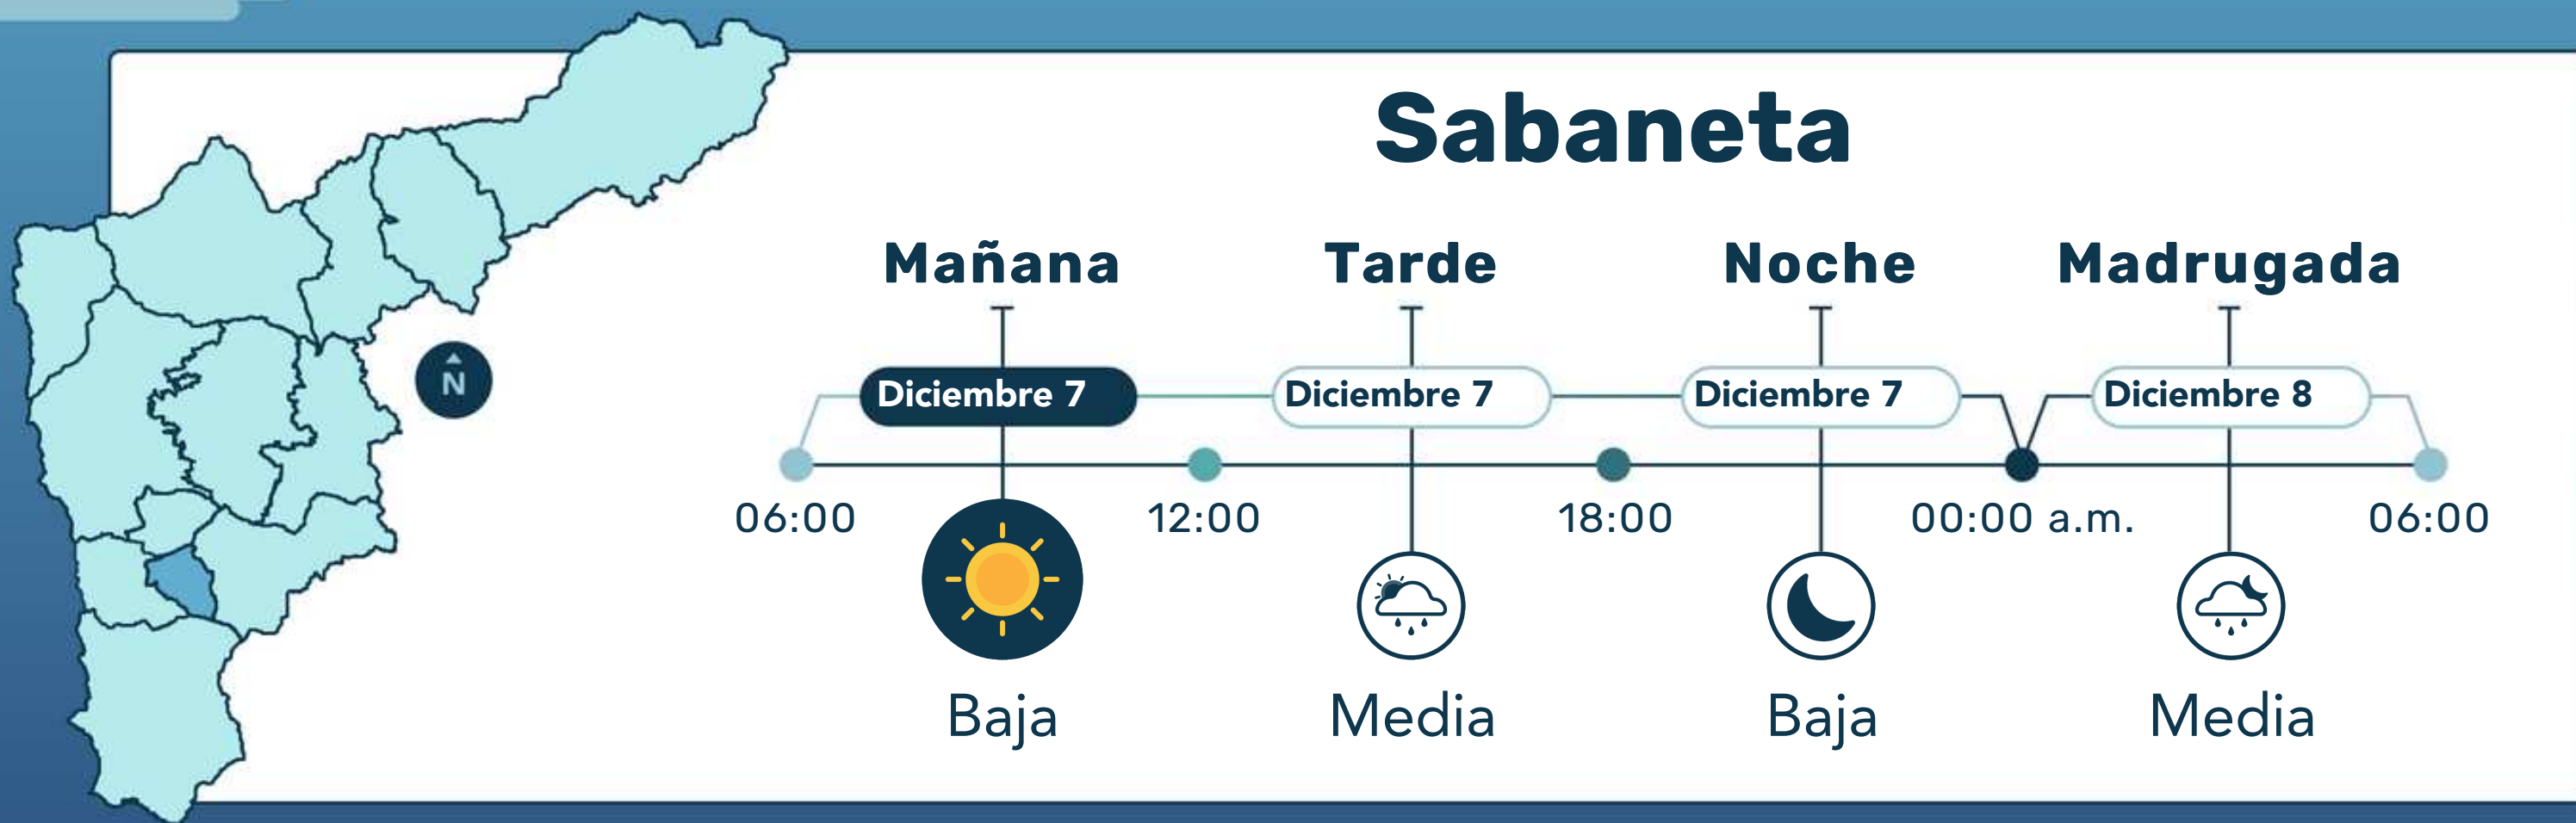 Sabaneta
Mañana Tarde Noche Madrugada
N
Diciembre 7 Diciembre 7 Diciembre 7 Diciembre 8
06:00 12:00 18:00 00:00 a.m. 06:00
Baja Media Baja Media